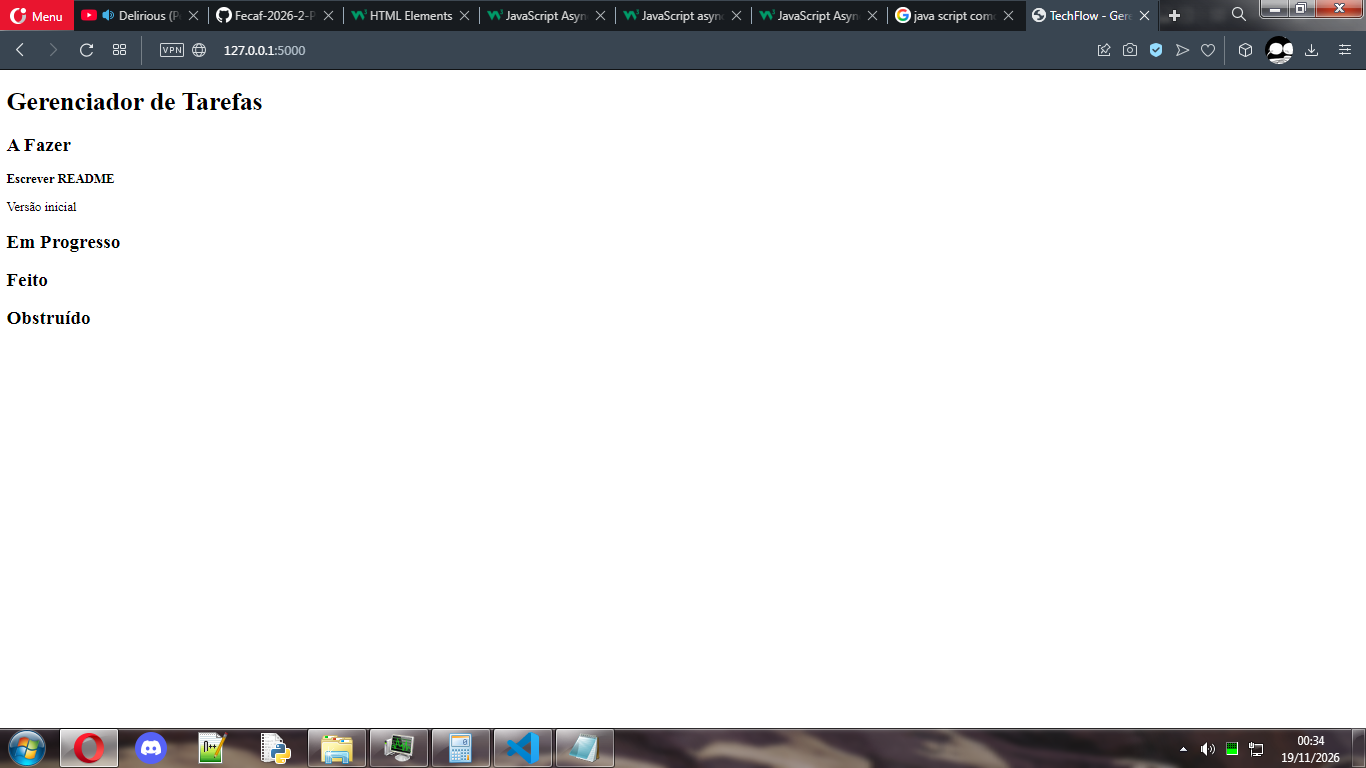 Menu
Delirious (P
Fecaf-2026-2-P
HTML Elements
JavaScript Asyn
JavaScript asyn
JavaScript Asyn
java script com
TechFlow - Gere
VPN
127.0.0.1:5000
Gerenciador de Tarefas
A Fazer
Escrever README
Versão inicial
Em Progresso
Feito
Obstruído
00:34
19/11/2026